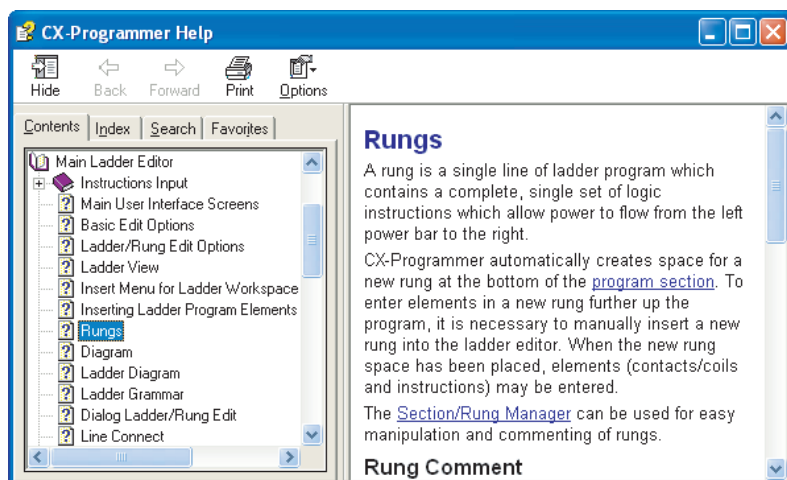 CX-Programmer Help
Hide Back Forward Print Options
Contents Index Search Favorites
Main Ladder Editor
Instructions Input
Main User Interface Screens
Basic Edit Options
Ladder/Rung Edit Options
Ladder View
Insert Menu for Ladder Workspace
Inserting Ladder Program Elements
Rungs
Diagram
Ladder Diagram
Ladder Grammar
Dialog Ladder/Rung Edit
Line Connect
Rungs
A rung is a single line of ladder program which
contains a complete, single set of logic
instructions which allow power to flow from the left
power bar to the right.
CX-Programmer automatically creates space for a
new rung at the bottom of the program section. To
enter elements in a new rung further up the
program, it is necessary to manually insert a new
rung into the ladder editor. When the new rung
space has been placed, elements (contacts/coils
and instructions) may be entered.
The Section/Rung Manager can be used for easy
manipulation and commenting of rungs.
Rung Comment